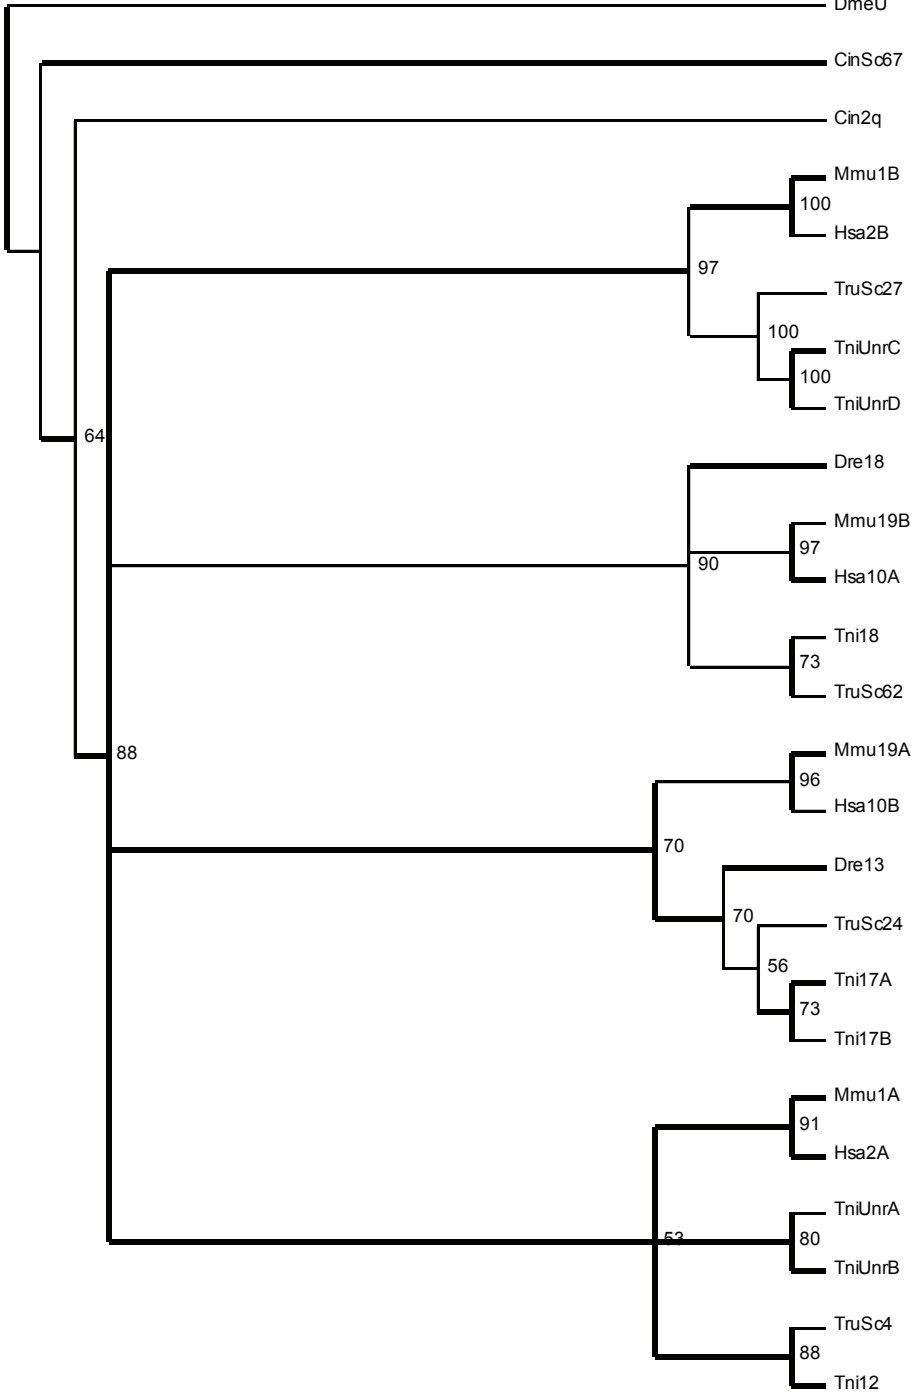 DmeU
CinSc67
Cin2q
Mmu1B
100
Hsa2B
97
TruSc27
100
TniUnrC
100
TniUnrD
64
Dre18
Mmu19B
97
90
Hsa10A
Tni18
73
TruSc62
88
Mmu19A
96
Hsa10B
70
Dre13
70
TruSc24
56
Tni17A
73
Tni17B
Mmu1A
91
Hsa2A
TniUnrA
53
80
TniUnrB
TruSc4
88
Tni12